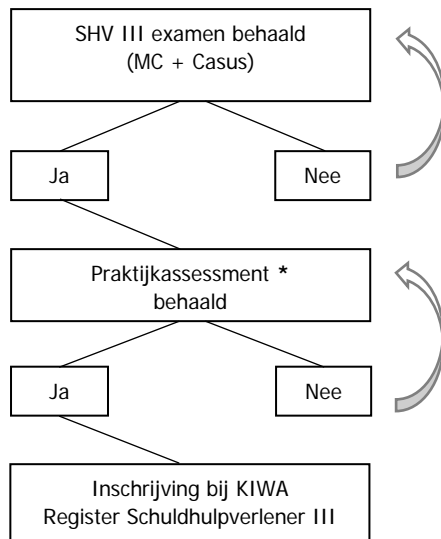 SHV III examen behaald
(MC + Casus)
Ja
Nee
Praktijkassessment *
behaald
Ja
Nee
Inschrijving bij KIWA
Register Schuldhulpverlener III